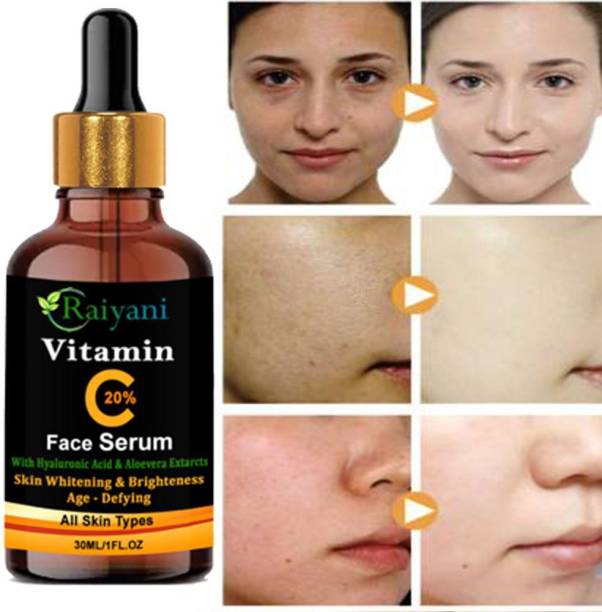 Raiyani
Vitamin
C 20%
Face Serum
With Hyaluronic Acid & Aloevera Extarcts
Skin Whitening & Brighteness
Age - Defying
All Skin Types
30ML/1FL.OZ